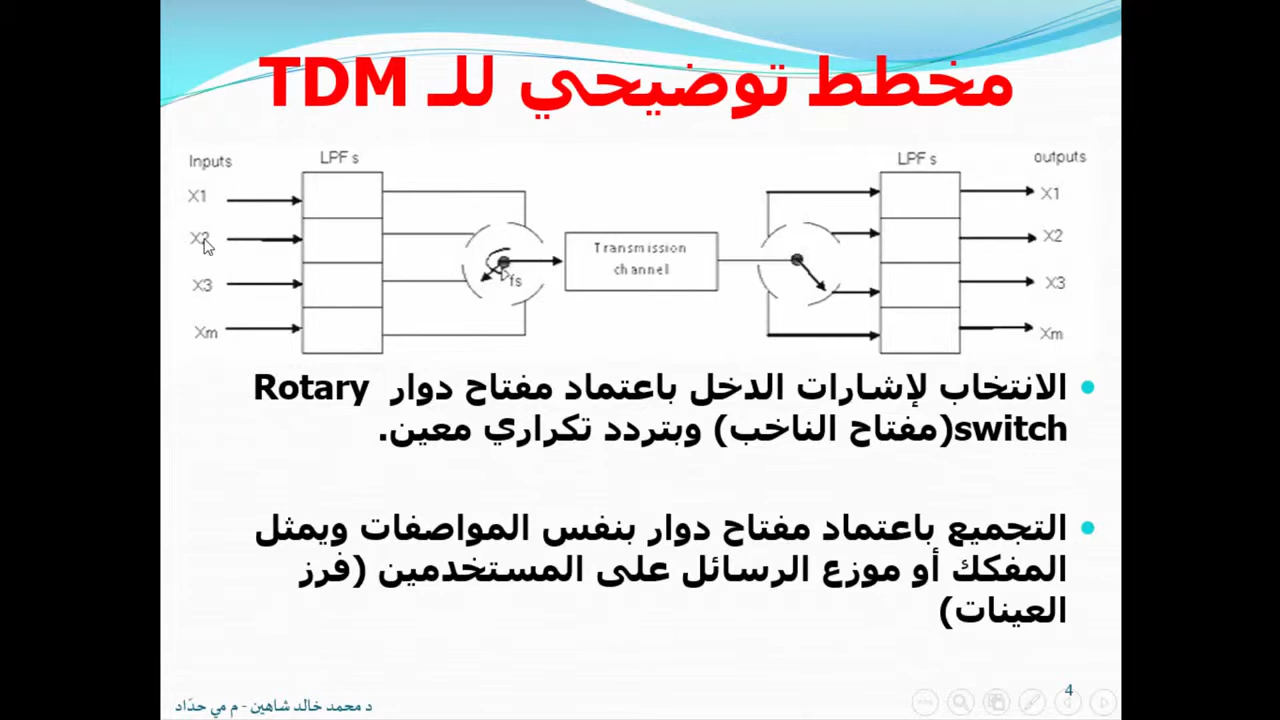 مخطط توضيحي للـ TDM
Inputs
LPFs
LPFs
outputs
X1
X1
X2
X2
Transmission
channel
fs
X3
X3
Xm
Xm
الانتخاب لإشارات الدخل باعتماد مفتاح دوار Rotary
switch(مفتاح الناخب) وبتردد تكراري معين.
التجميع باعتماد مفتاح دوار بنفس المواصفات ويمثل
المفكك أو موزع الرسائل على المستخدمين (فرز
العينات)
4
د محمد خالد شاهين - م مي حدّاد